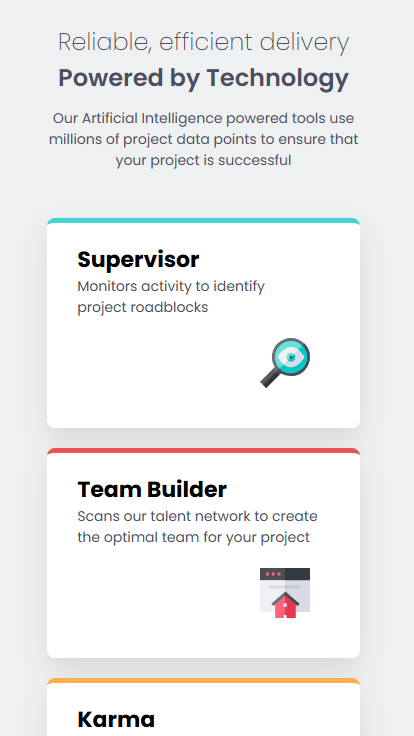 Reliable, efficient delivery
Powered by Technology
Our Artificial Intelligence powered tools use
millions of project data points to ensure that
your project is successful
Supervisor
Monitors activity to identify
project roadblocks
Team Builder
Scans our talent network to create
the optimal team for your project
Karma